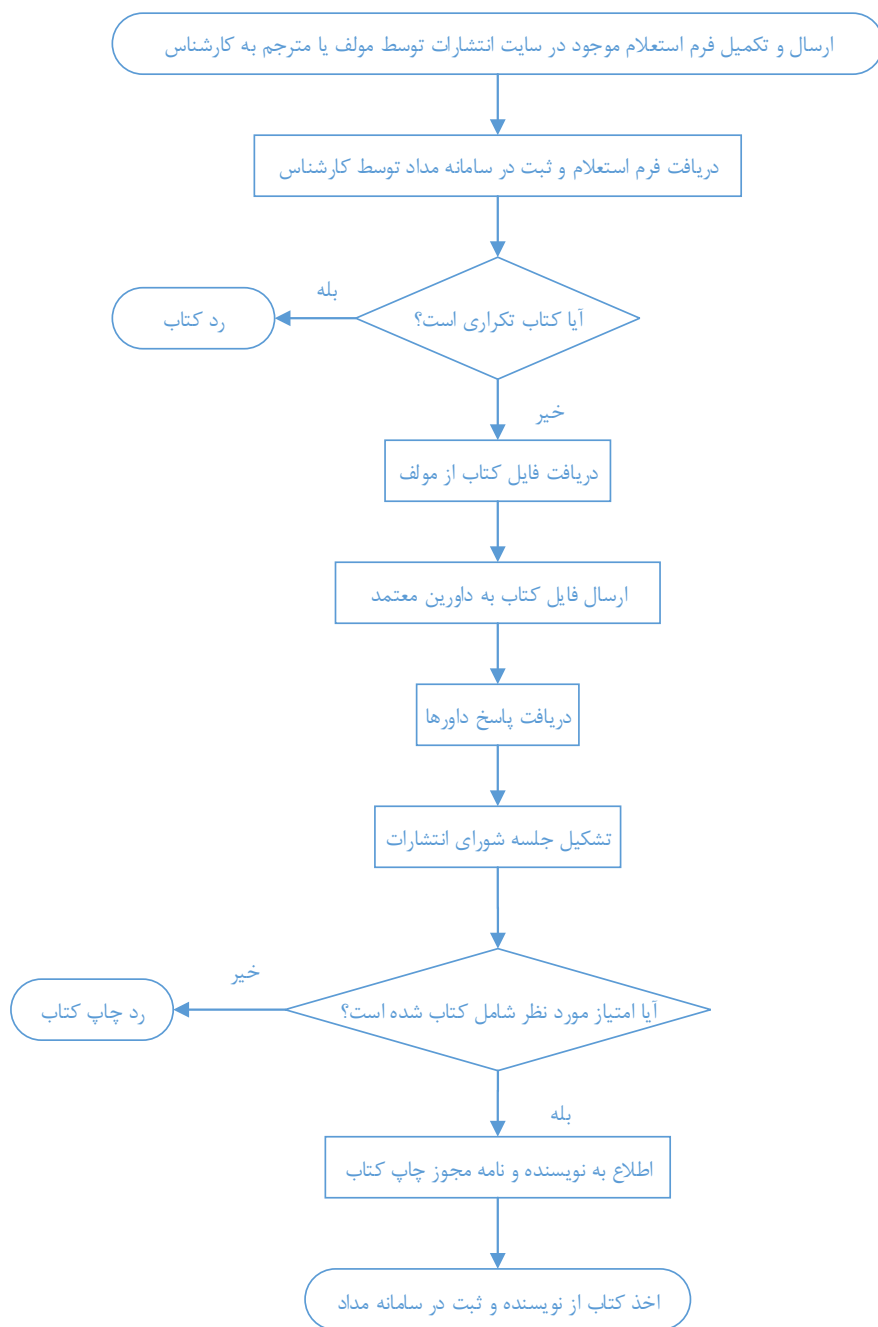 ارسال و تکمیل فرم استعلام موجود در سایت انتشارات توسط مولف یا مترجم به کارشناس
دریافت فرم استعلام و ثبت در سامانه مداد توسط کارشناس
آیا کتاب تکراری است؟
بله
رد کتاب
خیر
دریافت فایل کتاب از مولف
ارسال فایل کتاب به داورین معتمد
دریافت پاسخ داورها
تشکیل جلسه شورای انتشارات
آیا امتیاز مورد نظر شامل کتاب شده است؟
خیر
رد چاپ کتاب
بله
اطلاع به نویسنده و نامه مجوز چاپ کتاب
اخذ کتاب از نویسنده و ثبت در سامانه مداد